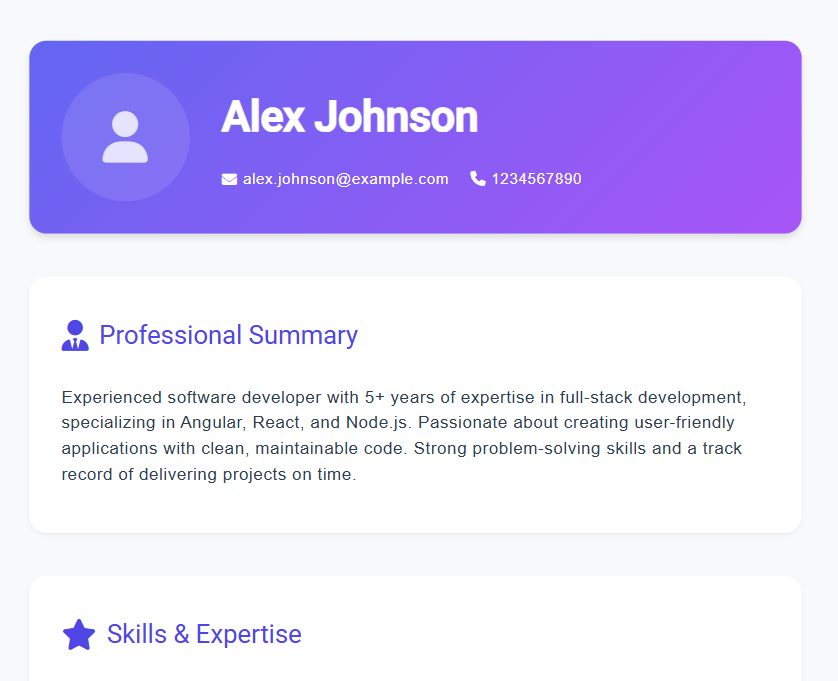 Alex Johnson
alex.johnson@example.com 1234567890
Professional Summary
Experienced software developer with 5+ years of expertise in full-stack development,
specializing in Angular, React, and Node.js. Passionate about creating user-friendly
applications with clean, maintainable code. Strong problem-solving skills and a track
record of delivering projects on time.
Skills & Expertise